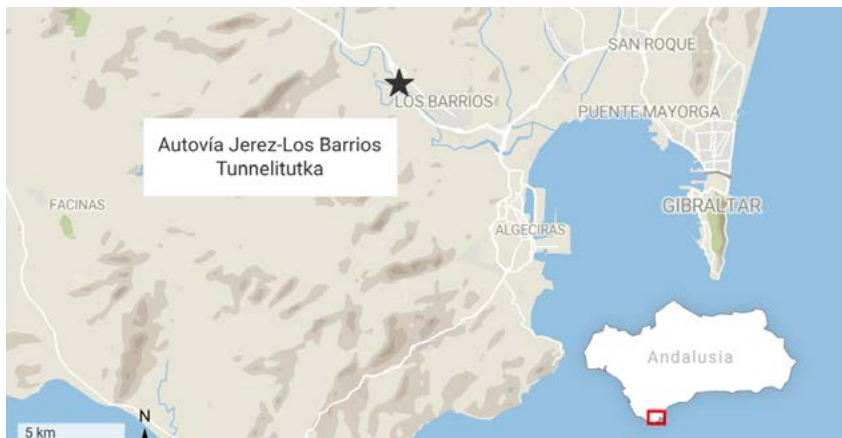 SAN ROQUE
LOS BARRIOS
PUENTE MAYORGA
Autovía Jerez-Los Barrios
Tunnelitutka
FACINAS
GIBRALTAR
ALGECIRAS
Andalusia
N
5 km